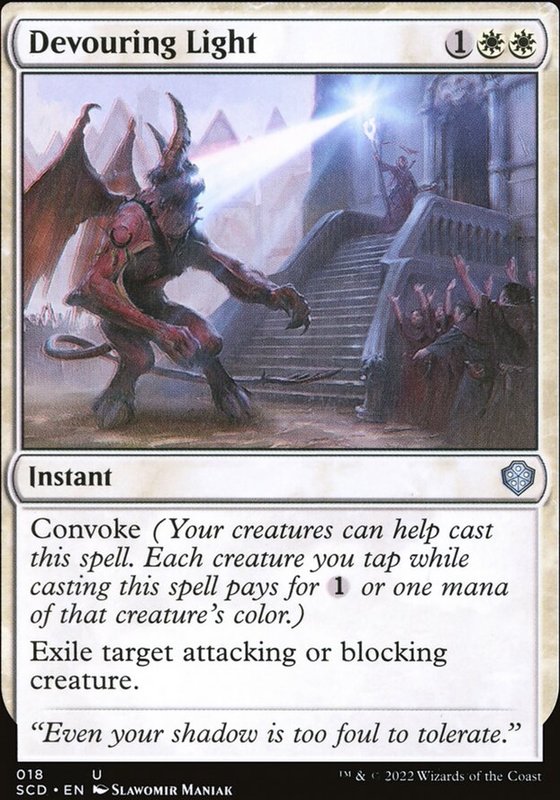 Devouring Light 1
Instant
Convoke (Your creatures can help cast
this spell. Each creature you tap while
casting this spell pays for 1 or one mana
of that creature's color.)
Exile target attacking or blocking
creature.
"Even your shadow is too foul to tolerate."
018 U
SCD • EN Slawomir Maniak
™ & © 2022 Wizards of the Coast